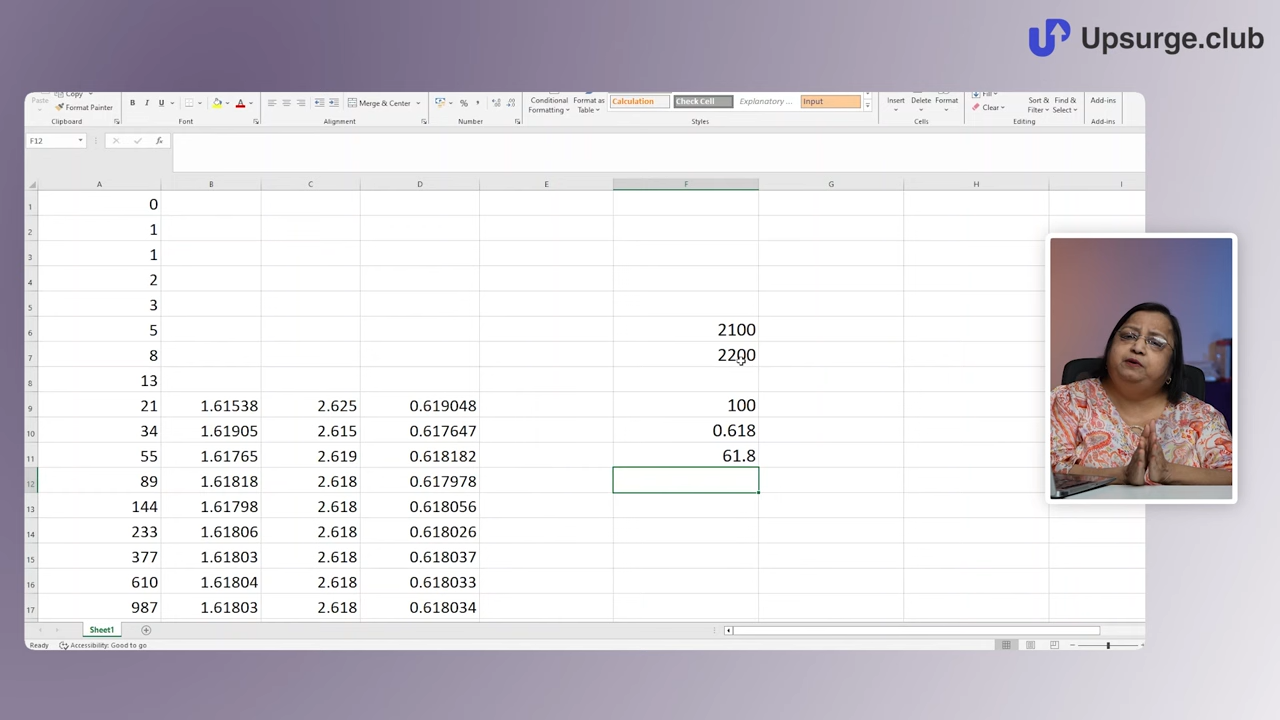 Upsurge.club
Paste Copy
Format Painter
B I U A Merge & Center % Conditional Formatting Format as Table Calculation Check Cell Explanatory ... Input Insert Delete Format Fill Clear Sort & Filter Find & Select Add-ins
Clipboard Font Alignment Number Styles Cells Editing Add-ins
F12 fx
A B C D E F G H I
1 0
2 1
3 1
4 2
5 3
6 5 2100
7 8 2200
8 13
9 21 1.61538 2.625 0.619048 100
10 34 1.61905 2.615 0.617647 0.618
11 55 1.61765 2.619 0.618182 61.8
12 89 1.61818 2.618 0.617978
13 144 1.61798 2.618 0.618056
14 233 1.61806 2.618 0.618026
15 377 1.61803 2.618 0.618037
16 610 1.61804 2.618 0.618033
17 987 1.61803 2.618 0.618034
Sheet1
Ready Accessibility: Good to go